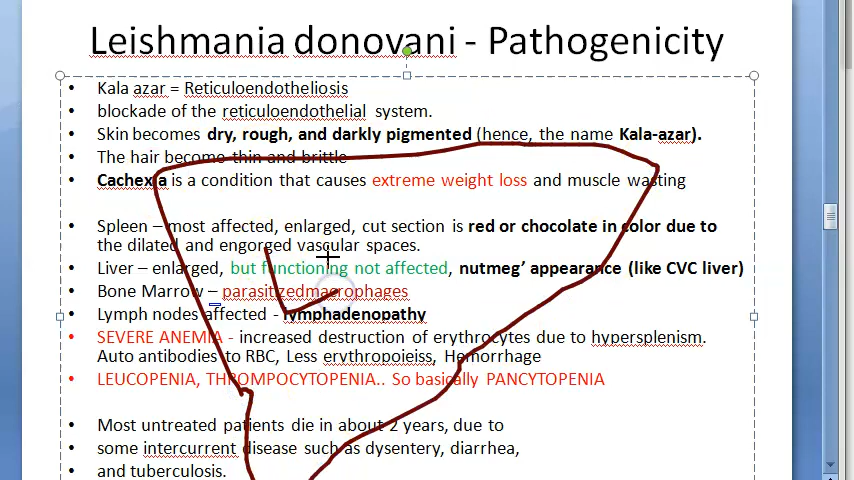 Leishmania donovani - Pathogenicity
• Kala azar = Reticuloendotheliosis
• blockade of the reticuloendothelial system.
• Skin becomes dry, rough, and darkly pigmented (hence, the name Kala-azar).
• The hair become thin and brittle
• Cachexia is a condition that causes extreme weight loss and muscle wasting
• Spleen – most affected, enlarged, cut section is red or chocolate in color due to
the dilated and engorged vascular spaces.
• Liver – enlarged, but functioning not affected, nutmeg' appearance (like CVC liver)
• Bone Marrow – parasitizedmacrophages
• Lymph nodes affected - lymphadenopathy
• SEVERE ANEMIA - increased destruction of erythrocytes due to hypersplenism.
Auto antibodies to RBC, Less erythropoieiss, Hemorrhage
• LEUCOPENIA, THROMPOCYTOPENIA.. So basically PANCYTOPENIA
• Most untreated patients die in about 2 years, due to
• some intercurrent disease such as dysentery, diarrhea,
• and tuberculosis.